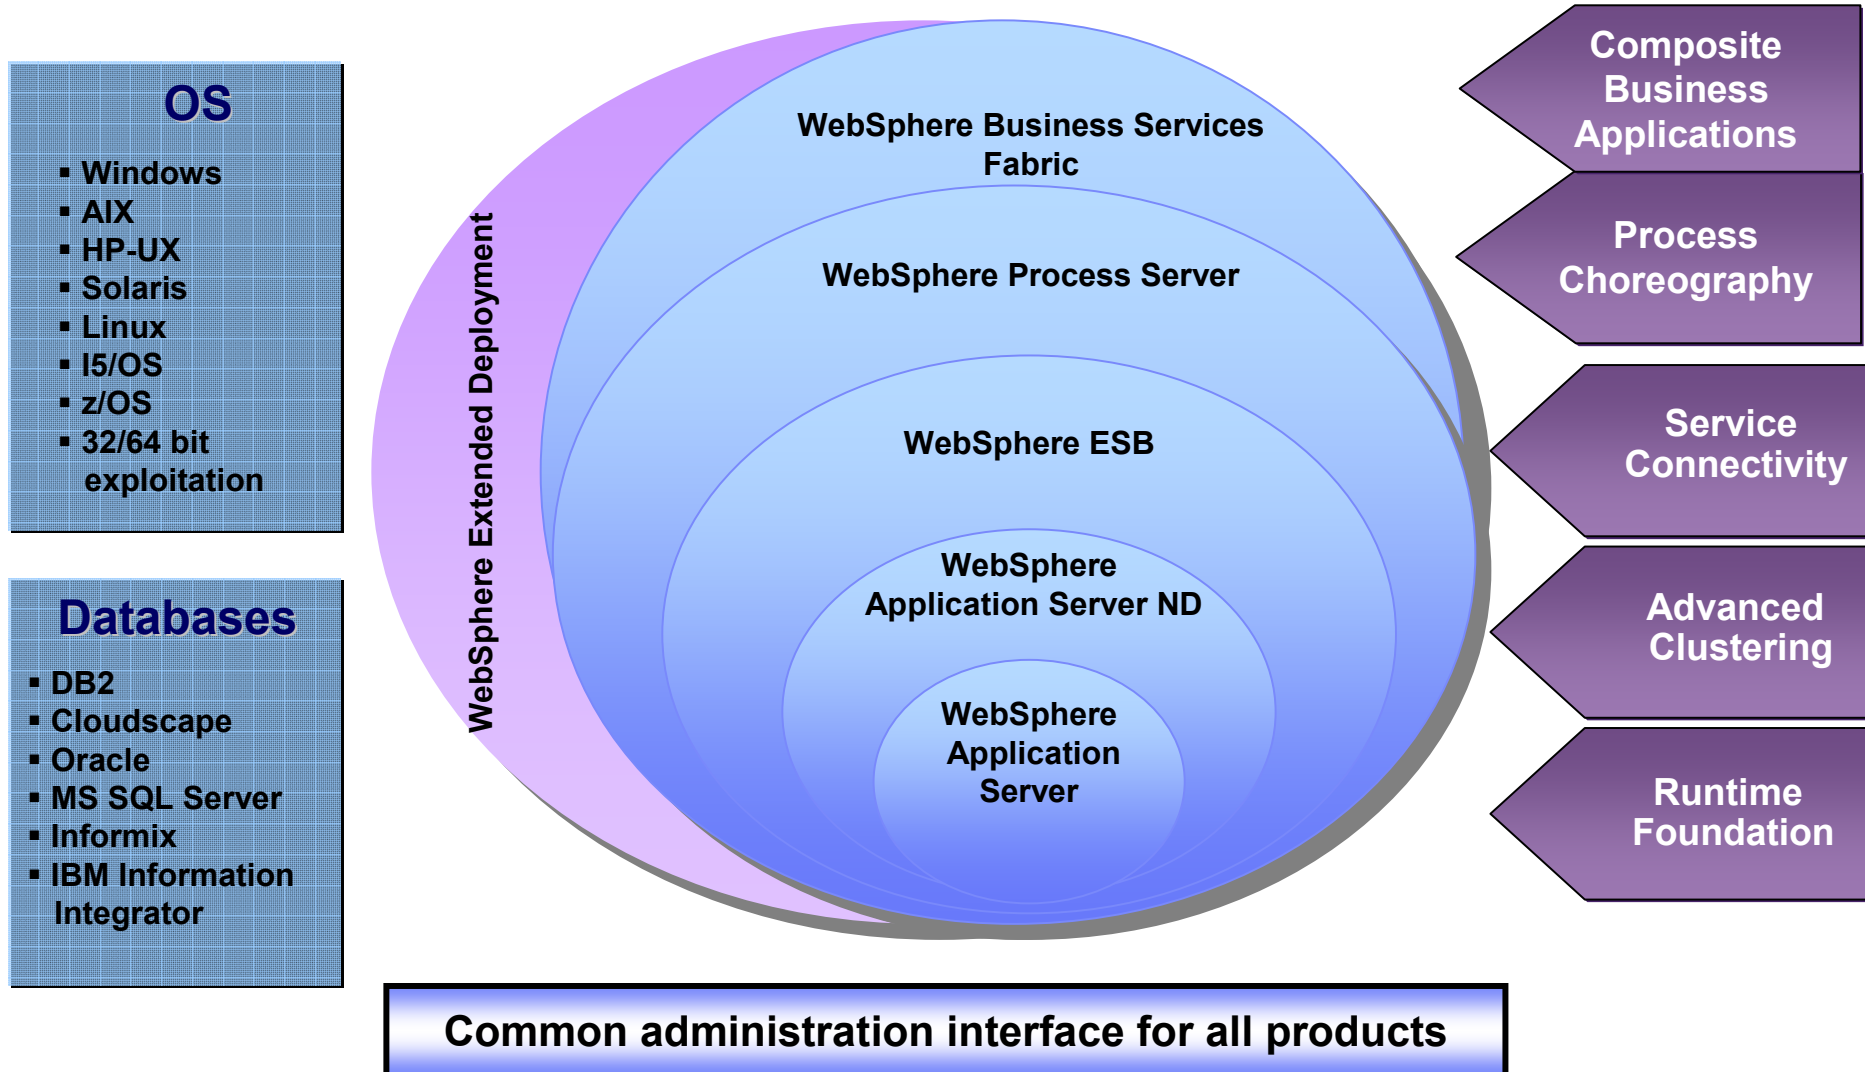 OS
▪ Windows
▪ AIX
▪ HP-UX
▪ Solaris
▪ Linux
▪ I5/OS
▪ z/OS
▪ 32/64 bit
exploitation
Databases
▪ DB2
▪ Cloudscape
▪ Oracle
▪ MS SQL Server
▪ Informix
▪ IBM Information
Integrator
WebSphere Extended Deployment
WebSphere Business Services
Fabric
WebSphere Process Server
WebSphere ESB
WebSphere
Application Server ND
WebSphere
Application
Server
Composite
Business
Applications
Process
Choreography
Service
Connectivity
Advanced
Clustering
Runtime
Foundation
Common administration interface for all products